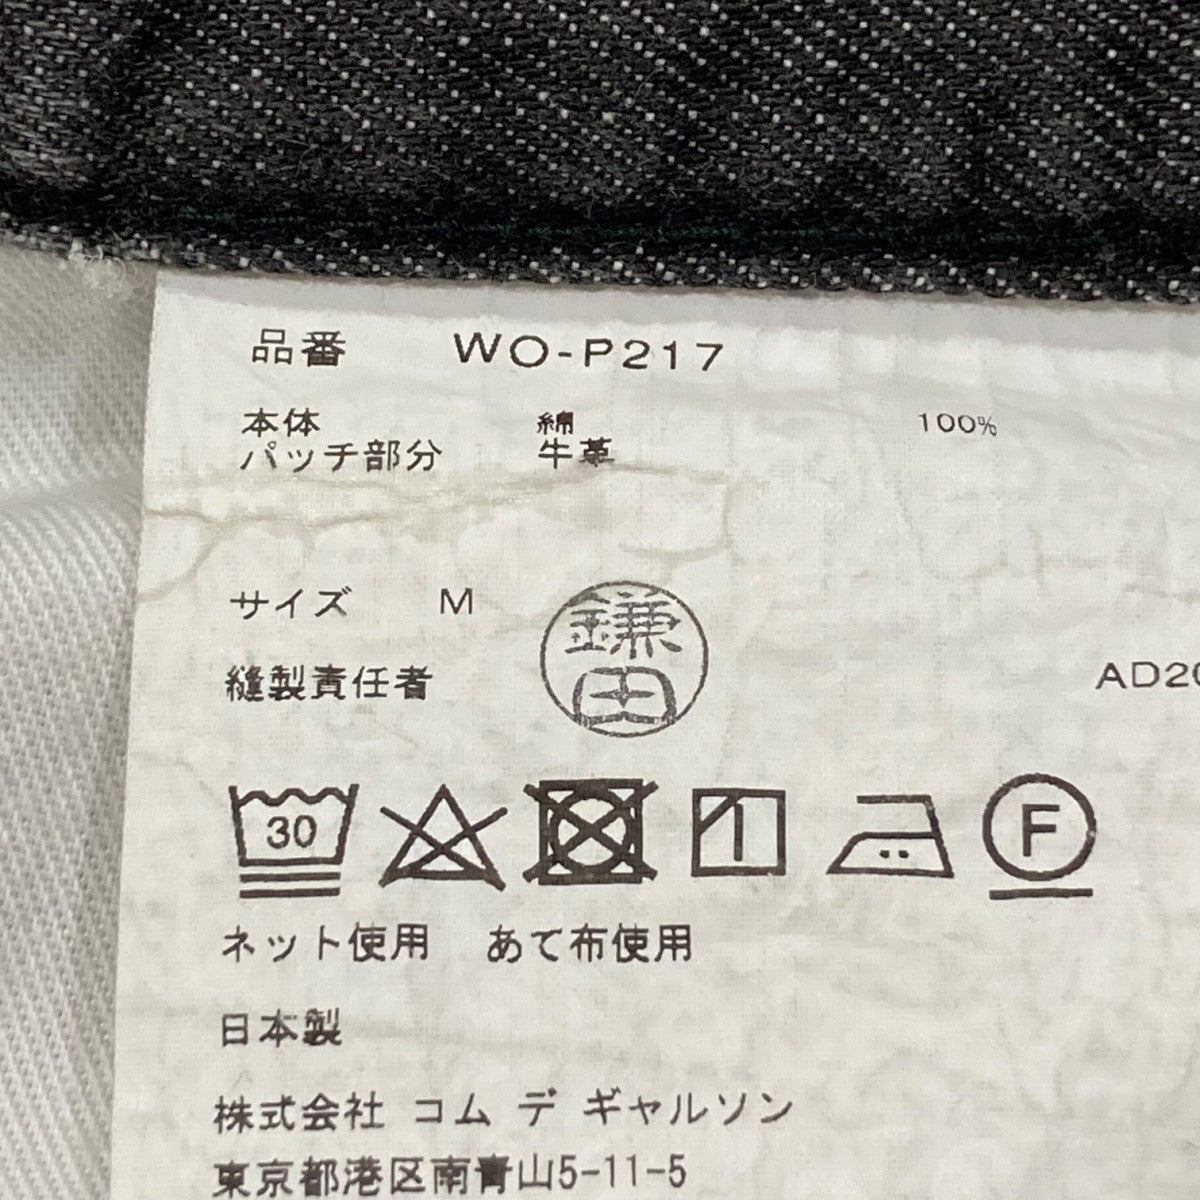 品番 WO-P217
本体 綿 100%
パッチ部分 牛革
サイズ M
鎌田
縫製責任者 AD20
30 F
ネット使用 あて布使用
日本製
株式会社 コム デ ギャルソン
東京都港区南青山5-11-5